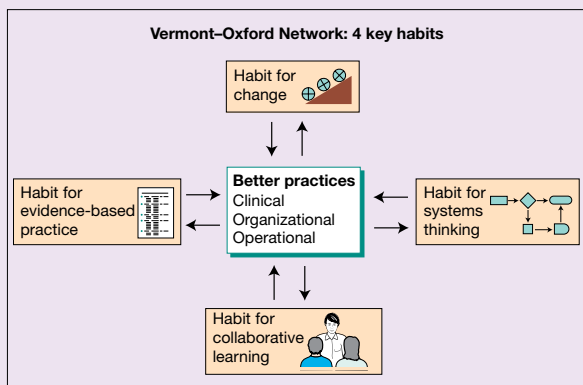 Vermont–Oxford Network: 4 key habits
Habit for
change
Habit for
evidence-based
practice
Better practices
Clinical
Organizational
Operational
Habit for
systems
thinking
Habit for
collaborative
learning